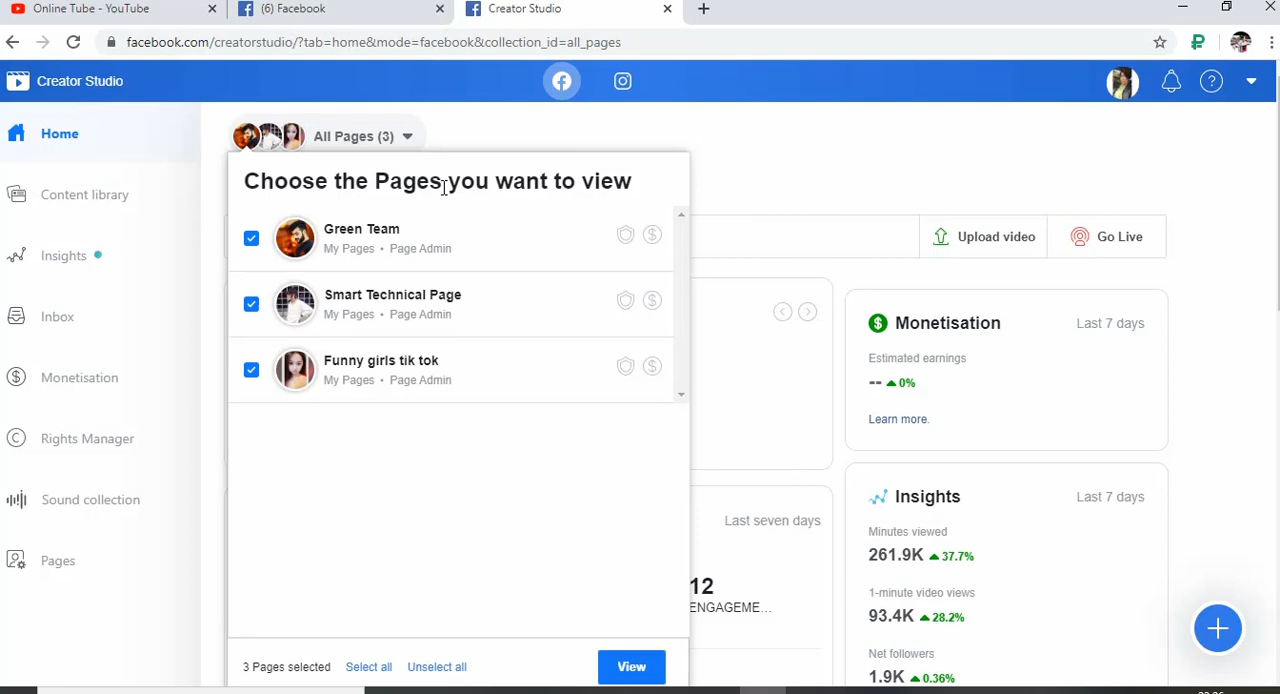 Online Tube - YouTube
(6) Facebook
Creator Studio
facebook.com/creatorstudio/?tab=home&mode=facebook&collection_id=all_pages
Creator Studio
Home
Content library
Insights
Inbox
Monetisation
Rights Manager
Sound collection
Pages
All Pages (3)
Choose the Pages you want to view
Green Team
My Pages • Page Admin
Smart Technical Page
My Pages • Page Admin
Funny girls tik tok
My Pages • Page Admin
3 Pages selected Select all Unselect all View
Upload video
Go Live
Last seven days
12
ENGAGEME...
Monetisation Last 7 days
Estimated earnings
-- 0%
Learn more.
Insights Last 7 days
Minutes viewed
261.9K 37.7%
1-minute video views
93.4K 28.2%
Net followers
1.9K 0.36%